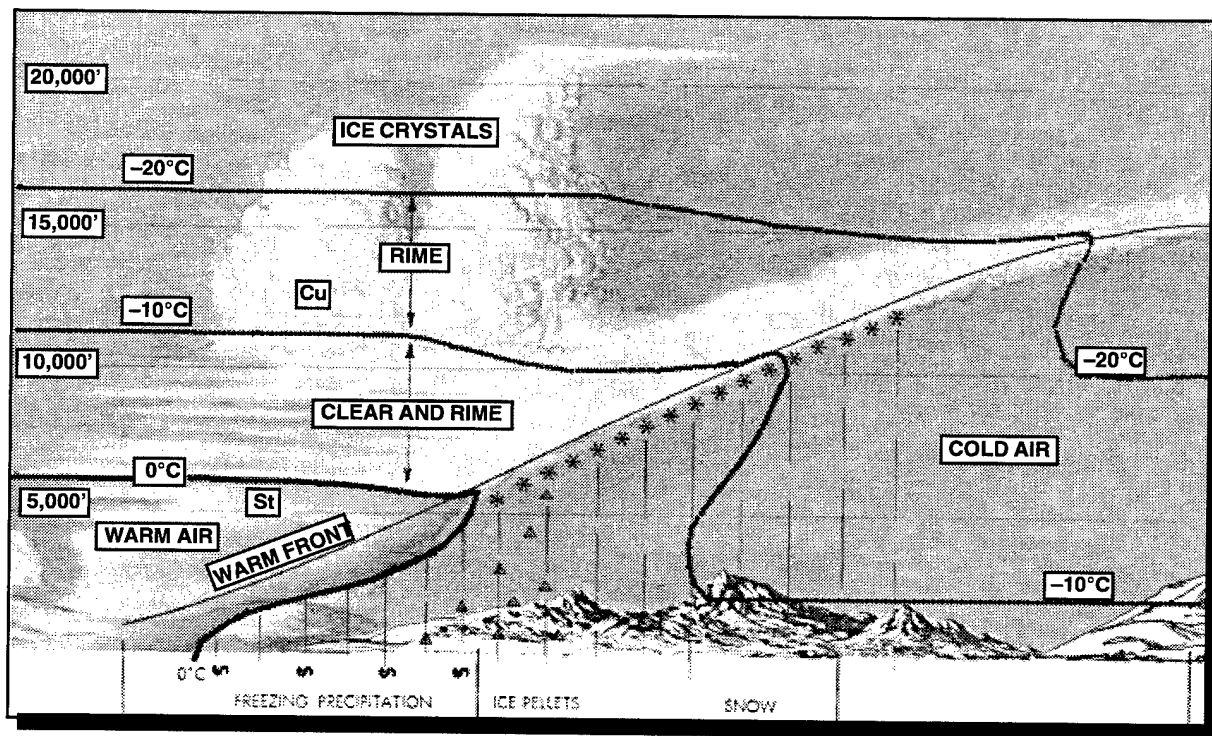 20,000'
ICE CRYSTALS
–20°C
15,000'
RIME
Cu
–10°C
10,000'
–20°C
CLEAR AND RIME
COLD AIR
0°C
5,000'
St
WARM AIR
WARM FRONT
–10°C
0°C
FREEZING PRECIPITATION
ICE PELLETS
SNOW